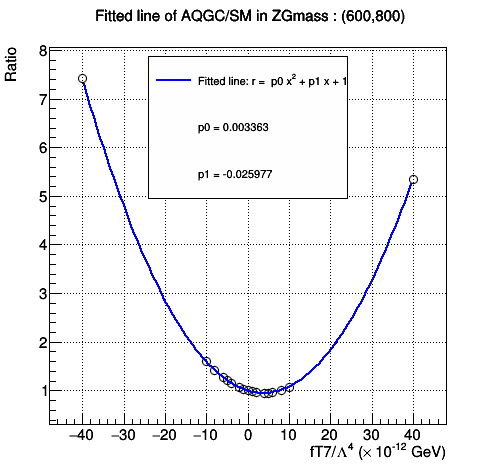 Fitted line of AQGC/SM in ZGmass : (600,800)
Ratio
8
7
6
5
4
3
2
1
Fitted line: r = p0 x² + p1 x + 1
p0 = 0.003363
p1 = -0.025977
−40 −30 −20 −10 0 10 20 30 40
fT7/Λ⁴ (× 10⁻¹² GeV)